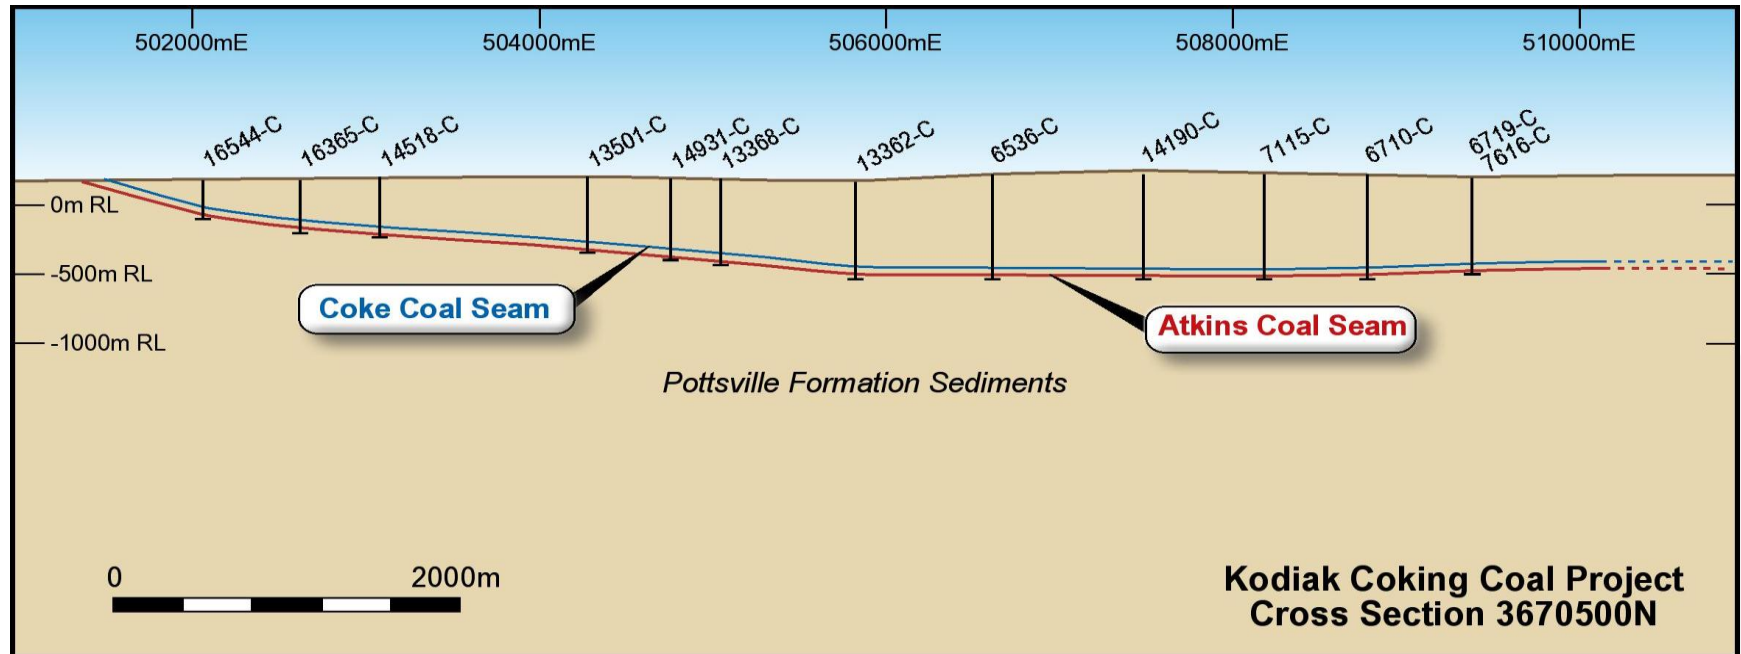 502000mE
504000mE
506000mE
508000mE
510000mE
16544-C
16365-C
14518-C
13501-C
14931-C
13368-C
13362-C
6536-C
14190-C
7115-C
6710-C
6719-C
7616-C
0m RL
-500m RL
-1000m RL
Coke Coal Seam
Atkins Coal Seam
Pottsville Formation Sediments
0
2000m
Kodiak Coking Coal Project
Cross Section 3670500N